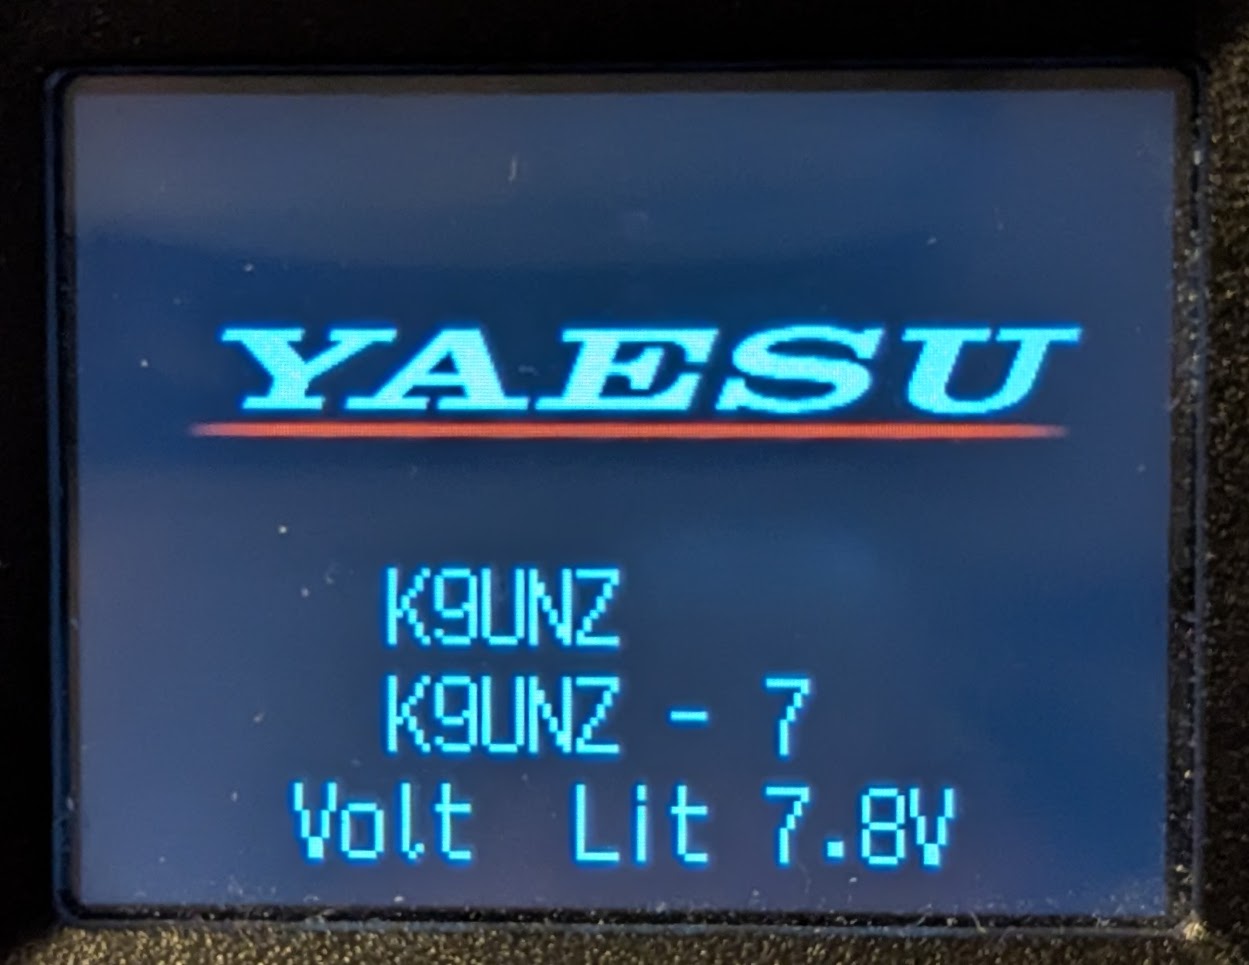 YAESU
K9UNZ
K9UNZ - 7
Volt Lit 7.8V